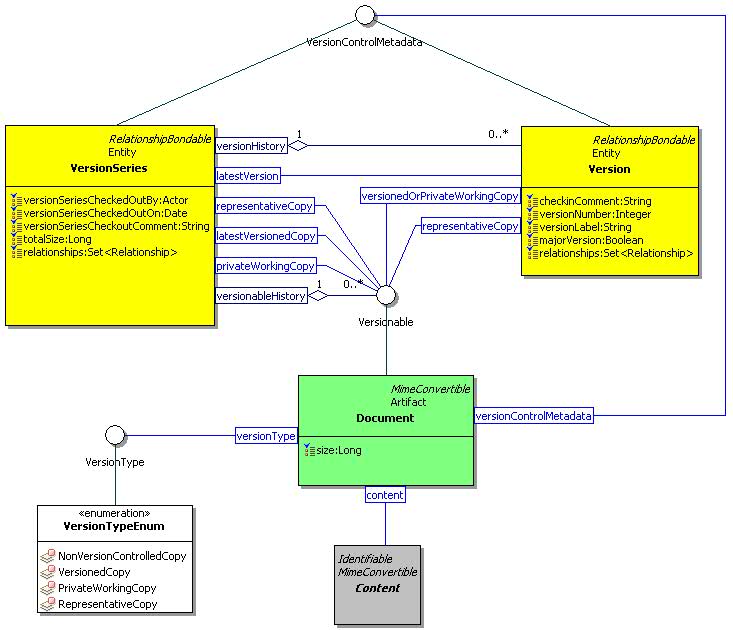 VersionControlMetadata
RelationshipBondable
Entity
VersionSeries
versionSeriesCheckedOutBy:Actor
versionSeriesCheckedOutOn:Date
versionSeriesCheckoutComment:String
totalSize:Long
relationships:Set<Relationship>
versionHistory
1
0..*
latestVersion
representativeCopy
latestVersionedCopy
privateWorkingCopy
versionableHistory
1
0..*
versionedOrPrivateWorkingCopy
representativeCopy
RelationshipBondable
Entity
Version
checkinComment:String
versionNumber:Integer
versionLabel:String
majorVersion:Boolean
relationships:Set<Relationship>
Versionable
MimeConvertible
Artifact
Document
size:Long
versionControlMetadata
versionType
VersionType
content
«enumeration»
VersionTypeEnum
NonVersionControlledCopy
VersionedCopy
PrivateWorkingCopy
RepresentativeCopy
Identifiable
MimeConvertible
Content